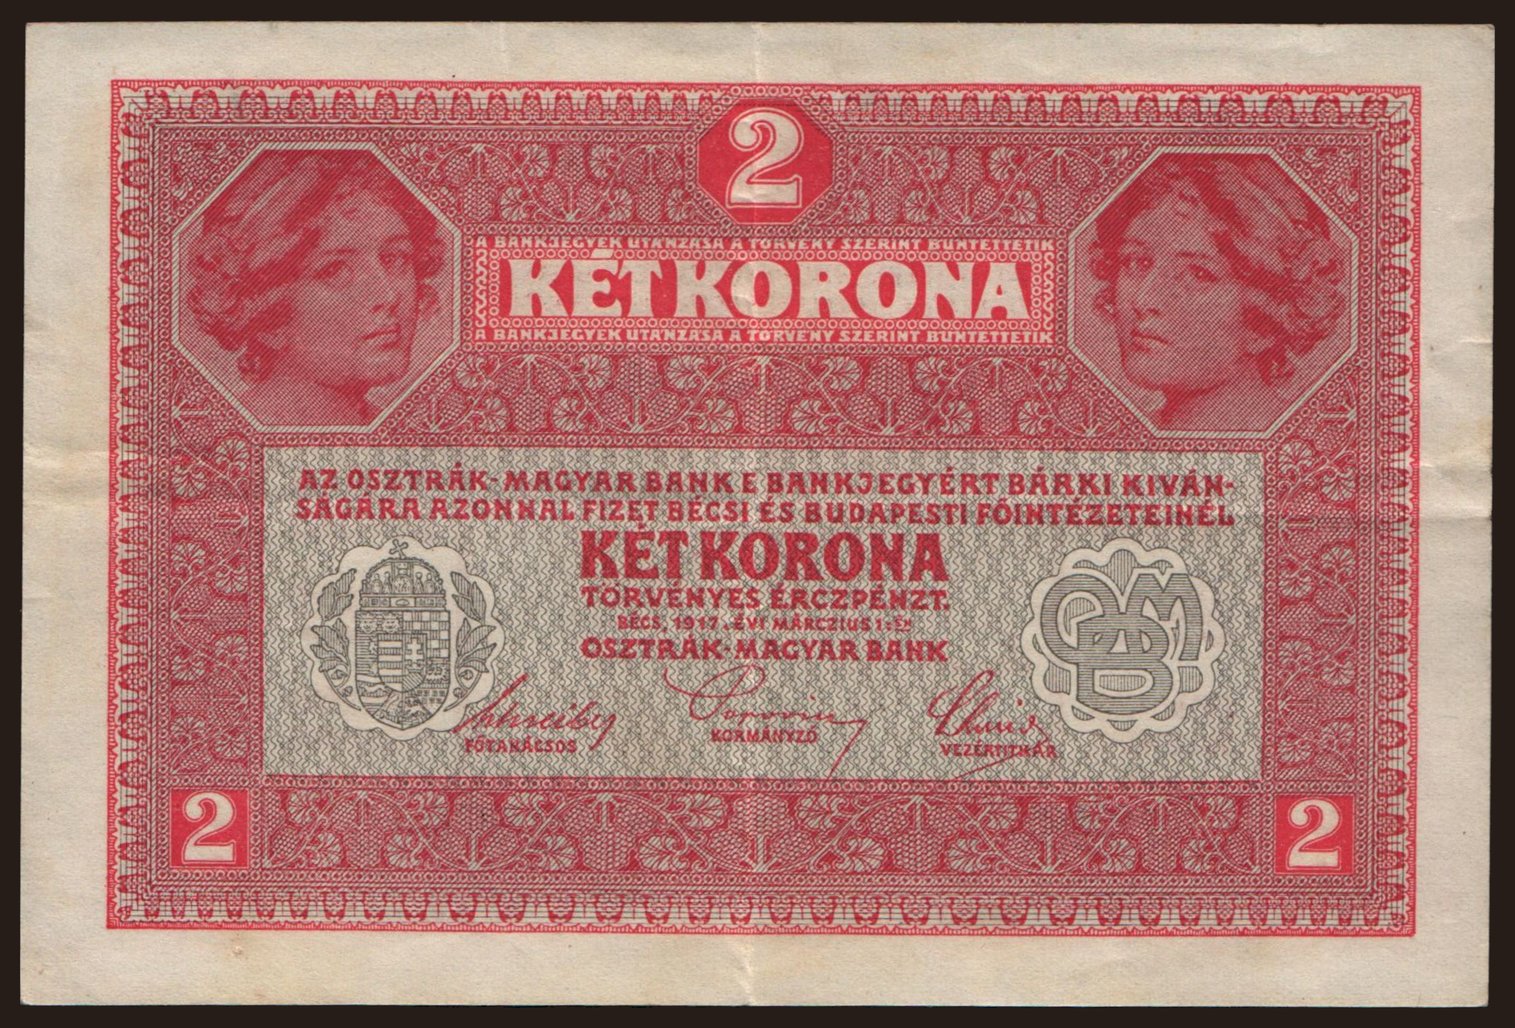 2
A BANKJEGYEK UTÁNZÁSA A TÖRVÉNY SZERINT BÜNTETTETIK
KÉT KORONA
A BANKJEGYEK UTÁNZÁSA A TÖRVÉNY SZERINT BÜNTETTETIK
AZ OSZTRÁK-MAGYAR BANK E BANKJEGYÉRT BÁRKI KIVÁN-
SÁGÁRA AZONNAL FIZET BÉCSI ÉS BUDAPESTI FŐINTÉZETEINÉL
KÉT KORONA
TÖRVÉNYES ÉRCZPÉNZT.
BÉCS, 1917. ÉVI MÁRCZIUS 1-ÉN
OSZTRÁK-MAGYAR BANK
FŐTANÁCSOS KORMÁNYZÓ VEZÉRTITKÁR
2 2